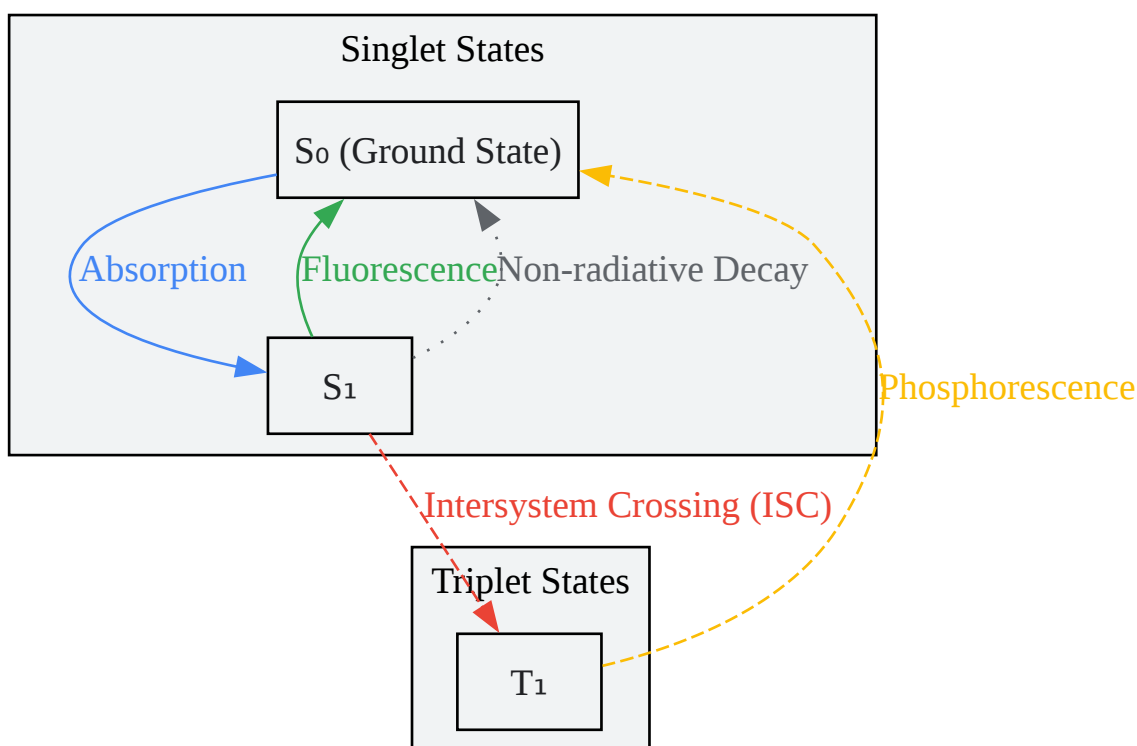 Singlet States
S₀ (Ground State)
Absorption
Fluorescence
Non-radiative Decay
S₁
Phosphorescence
Intersystem Crossing (ISC)
Triplet States
T₁